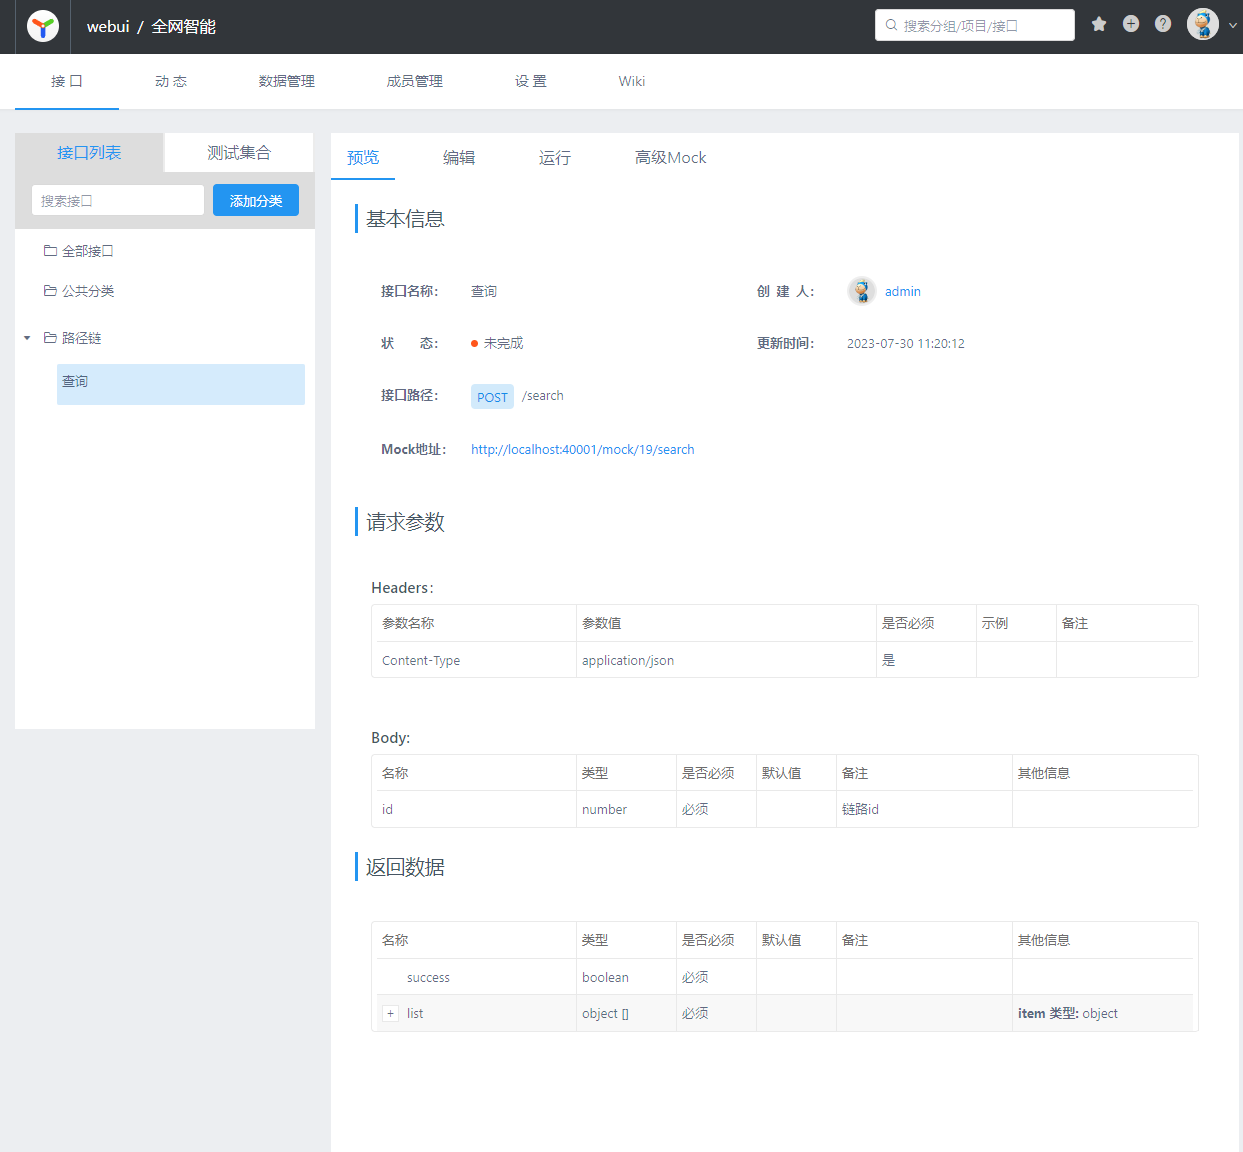 webui / 全网智能
搜索分组/项目/接口
接 口 动 态 数据管理 成员管理 设 置 Wiki
接口列表 测试集合
搜索接口 添加分类
全部接口
公共分类
路径链
查询
预览 编辑 运行 高级Mock
基本信息
接口名称： 查询 创 建 人： admin
状 态： 未完成 更新时间： 2023-07-30 11:20:12
接口路径： POST /search
Mock地址： http://localhost:40001/mock/19/search
请求参数
Headers：
参数名称 参数值 是否必须 示例 备注
Content-Type application/json 是
Body:
名称 类型 是否必须 默认值 备注 其他信息
id number 必须 链路id
返回数据
名称 类型 是否必须 默认值 备注 其他信息
success boolean 必须
+ list object [] 必须 item 类型: object